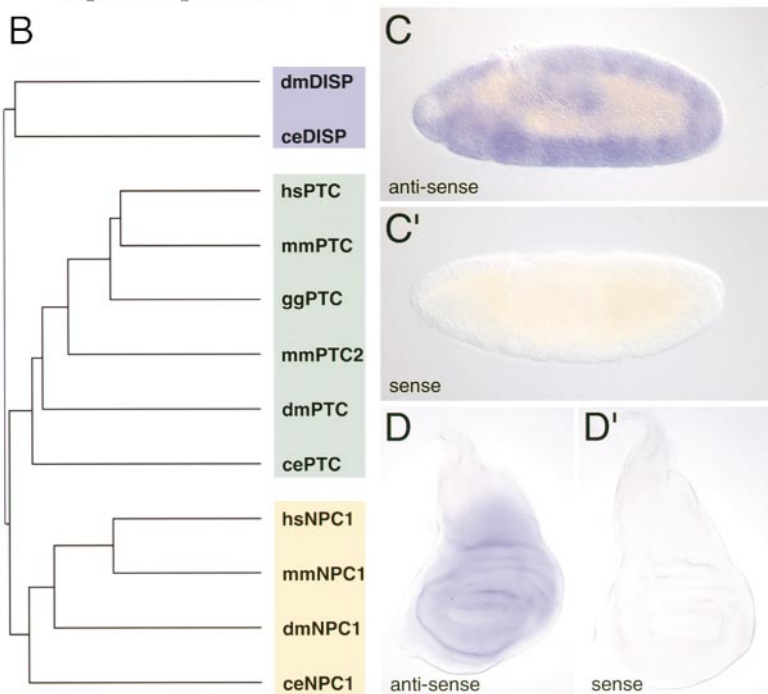 B
dmDISP
ceDISP
hsPTC
mmPTC
ggPTC
mmPTC2
dmPTC
cePTC
hsNPC1
mmNPC1
dmNPC1
ceNPC1
C
anti-sense
C'
sense
D
anti-sense
D'
sense